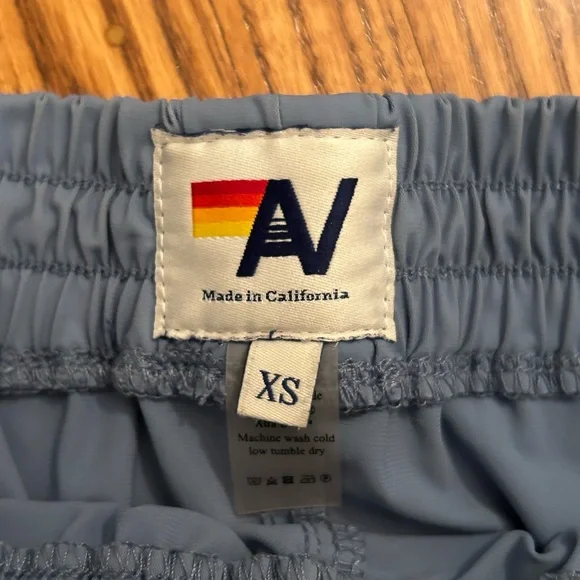 AV
Made in California
XS
Machine wash cold
low tumble dry